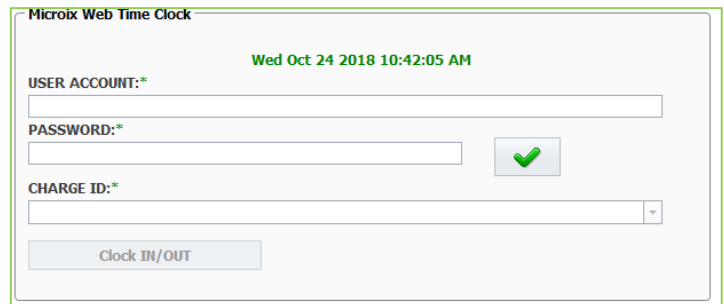 Microix Web Time Clock
Wed Oct 24 2018 10:42:05 AM
USER ACCOUNT:*
PASSWORD:*
CHARGE ID:*
Clock IN/OUT